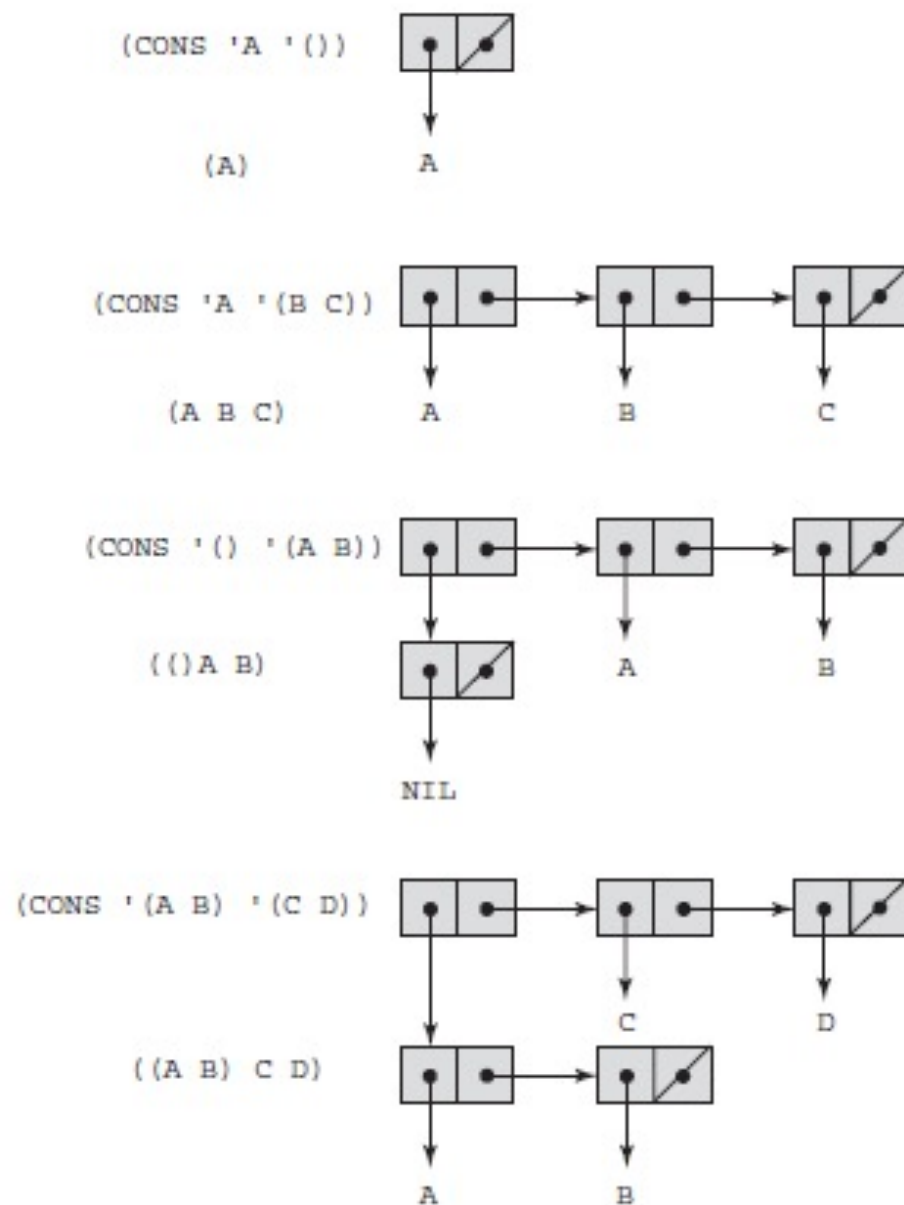 (CONS 'A '())
(A)
A
(CONS 'A '(B C))
(A B C)
A B C
(CONS '() '(A B))
(()A B)
A B
NIL
(CONS '(A B) '(C D))
C D
((A B) C D)
A B